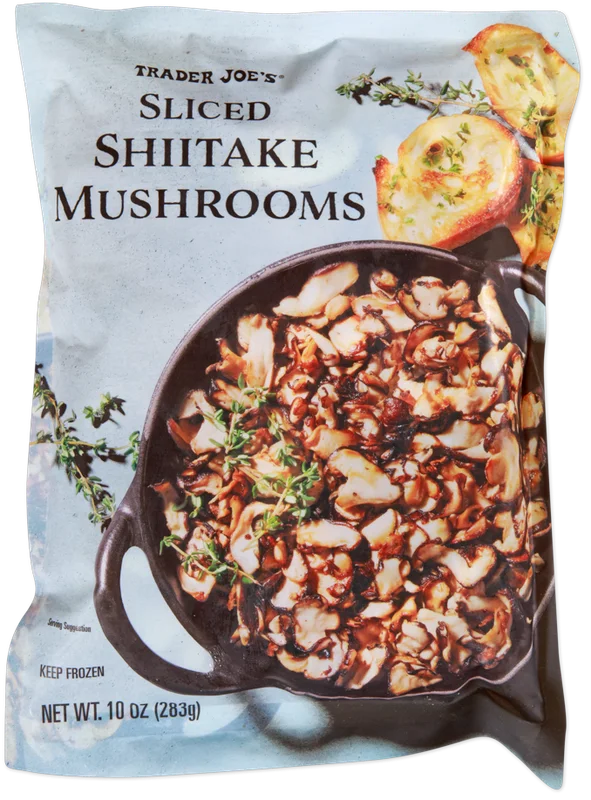 TRADER JOE'S®
SLICED
SHIITAKE
MUSHROOMS
Serving Suggestion
KEEP FROZEN
NET WT. 10 OZ (283g)